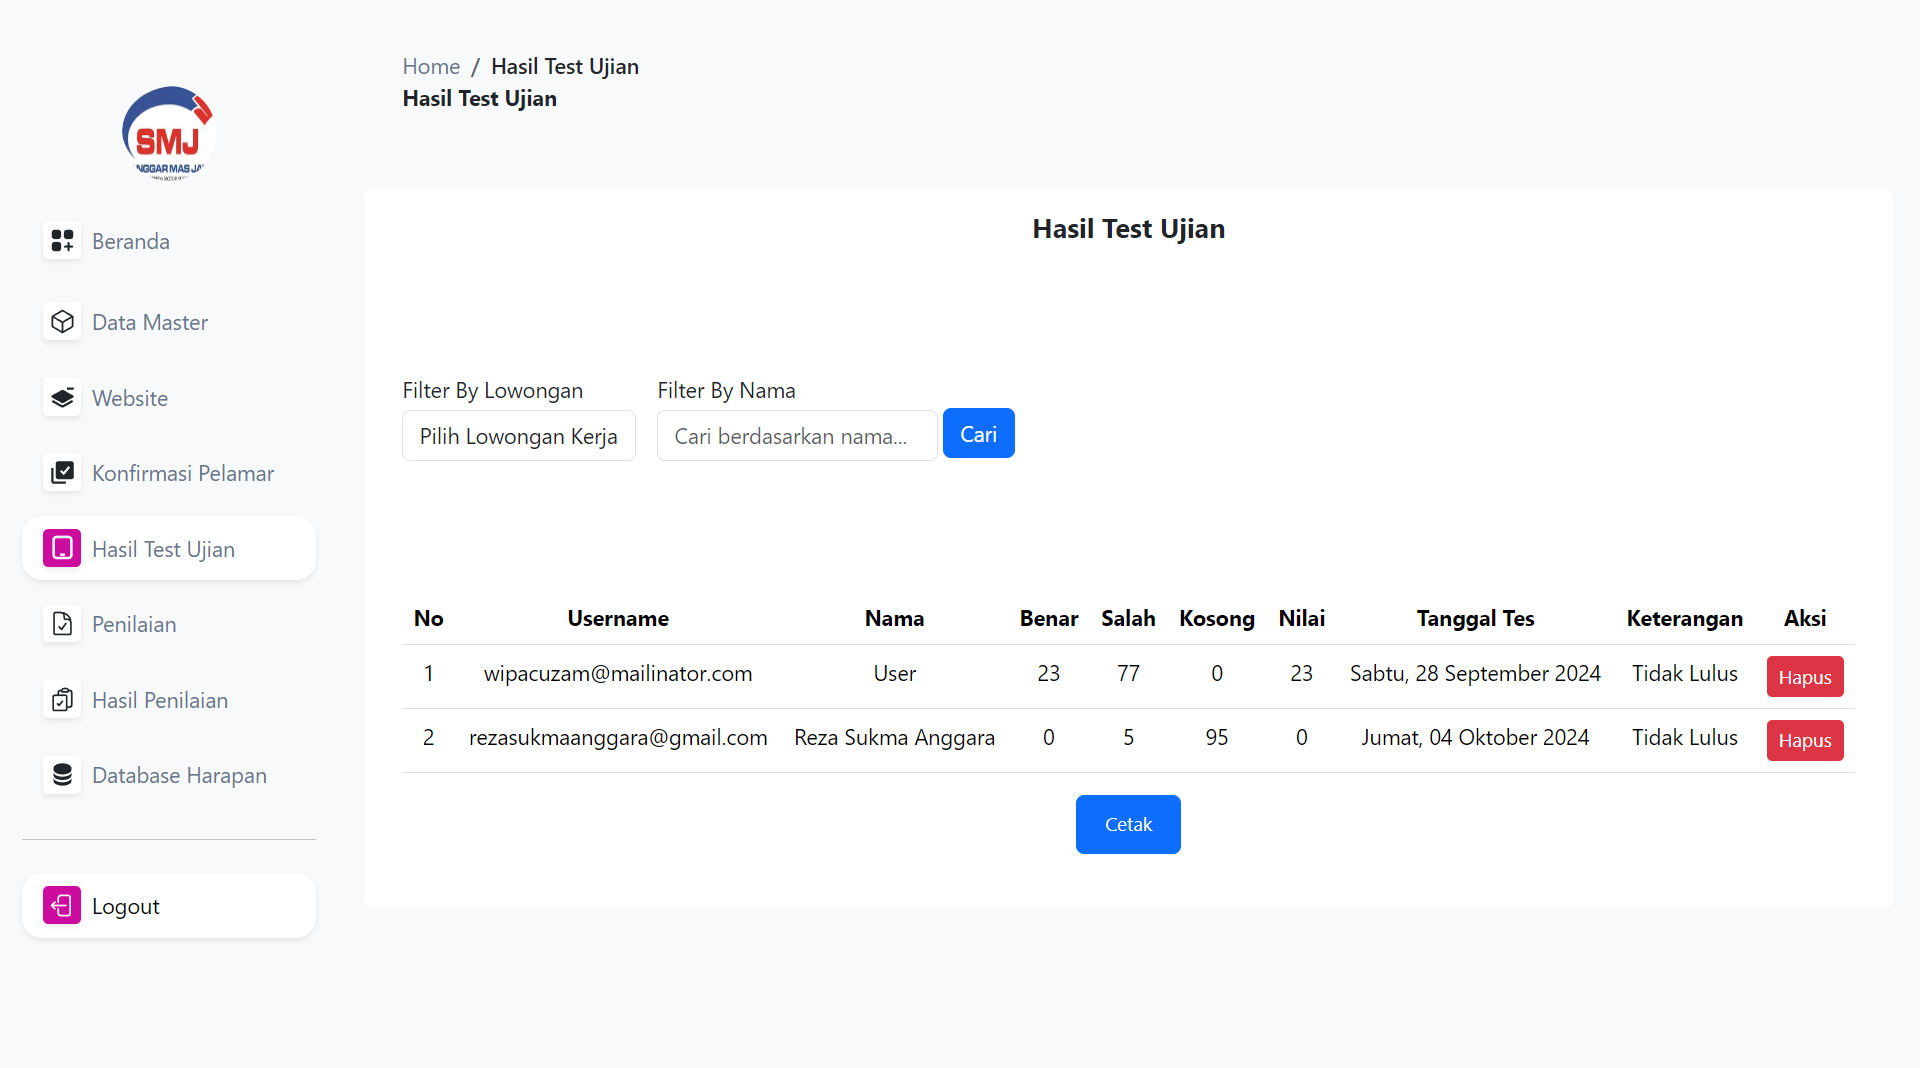 SMJ
NGGAR MAS JA
Beranda
Data Master
Website
Konfirmasi Pelamar
Hasil Test Ujian
Penilaian
Hasil Penilaian
Database Harapan
Logout
Home / Hasil Test Ujian
Hasil Test Ujian
Hasil Test Ujian
Filter By Lowongan Filter By Nama
Pilih Lowongan Kerja Cari berdasarkan nama... Cari
No Username Nama Benar Salah Kosong Nilai Tanggal Tes Keterangan Aksi
1 wipacuzam@mailinator.com User 23 77 0 23 Sabtu, 28 September 2024 Tidak Lulus Hapus
2 rezasukmaanggara@gmail.com Reza Sukma Anggara 0 5 95 0 Jumat, 04 Oktober 2024 Tidak Lulus Hapus
Cetak